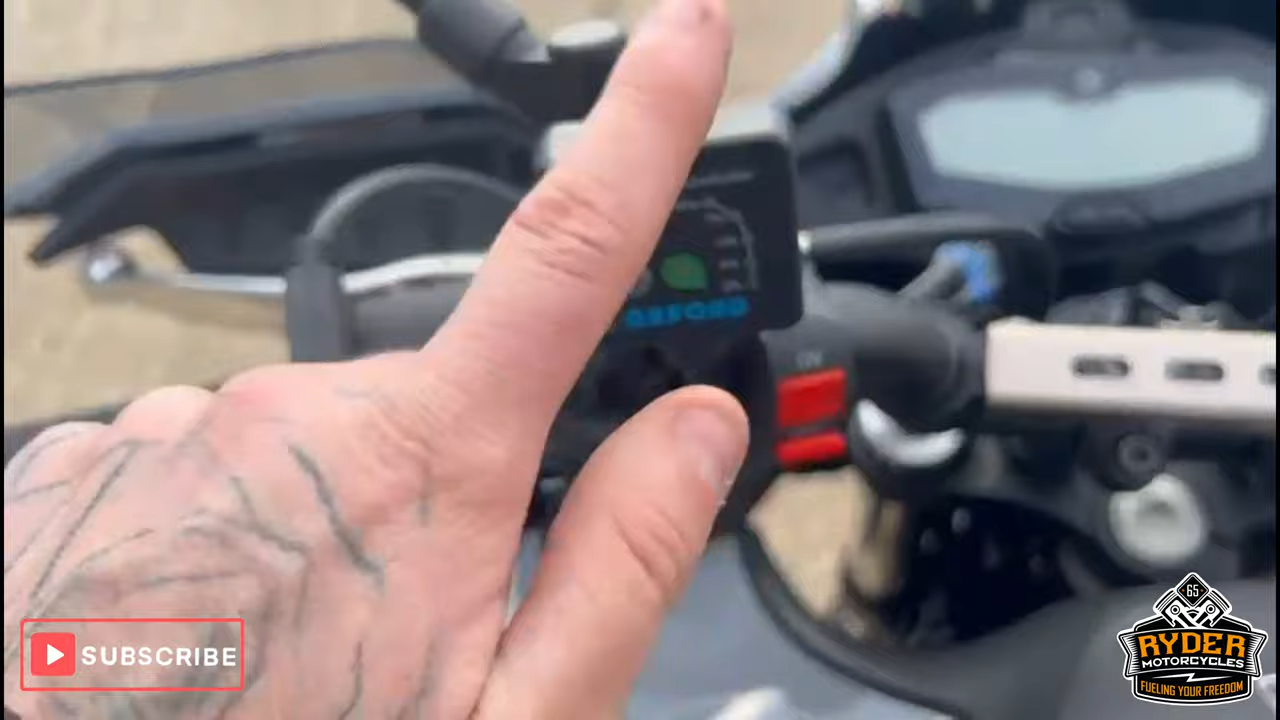 OXFORD
SUBSCRIBE
65
RYDER
MOTORCYCLES
FUELING YOUR FREEDOM